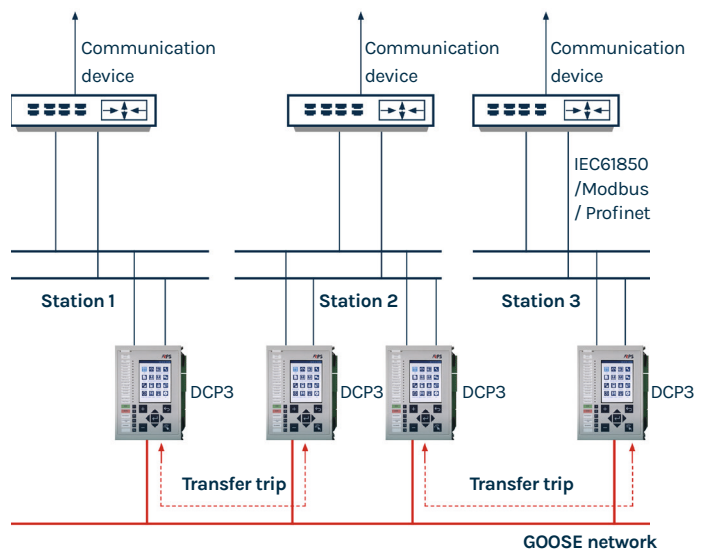 Communication
device
Communication
device
Communication
device
IEC61850
/Modbus
/ Profinet
Station 1
Station 2
Station 3
DCP3
DCP3
DCP3
DCP3
Transfer trip
Transfer trip
GOOSE network